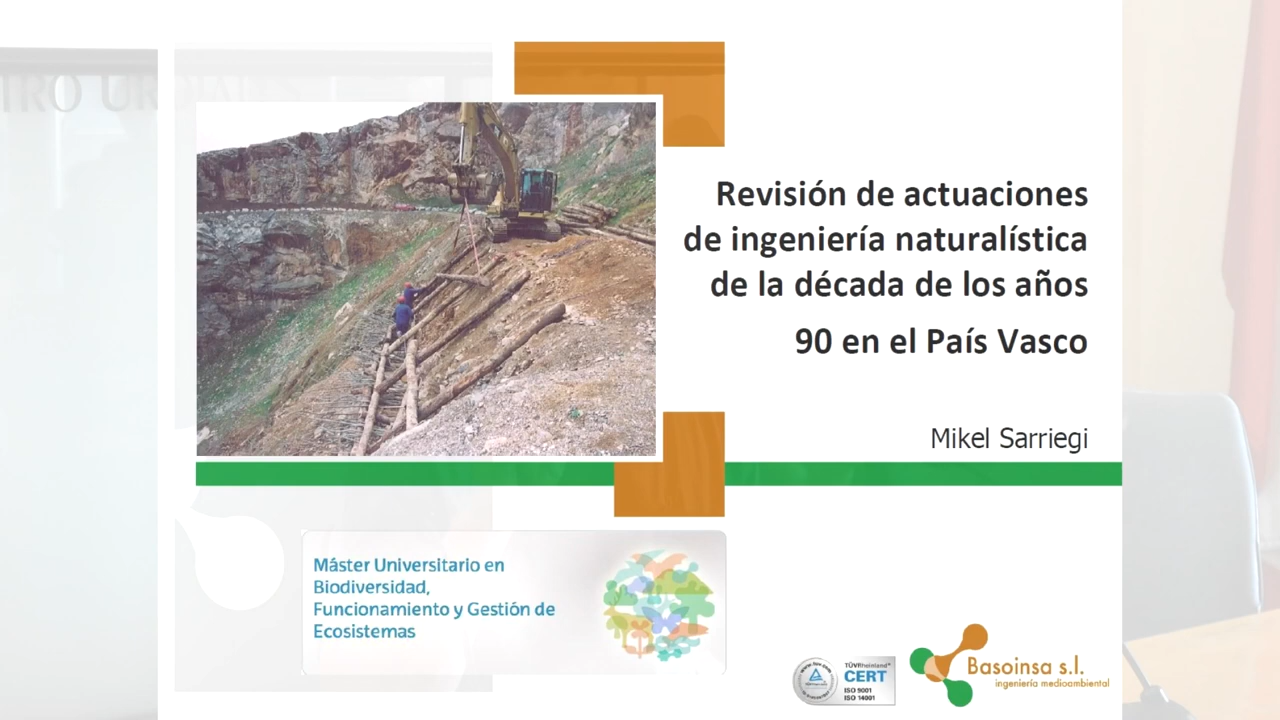 Revisión de actuaciones
de ingeniería naturalística
de la década de los años
90 en el País Vasco
Mikel Sarriegi
Máster Universitario en
Biodiversidad,
Funcionamiento y Gestión de
Ecosistemas
TÜVRheinland
CERT
ISO 9001
ISO 14001
Basoinsa s.l.
ingeniería medioambiental